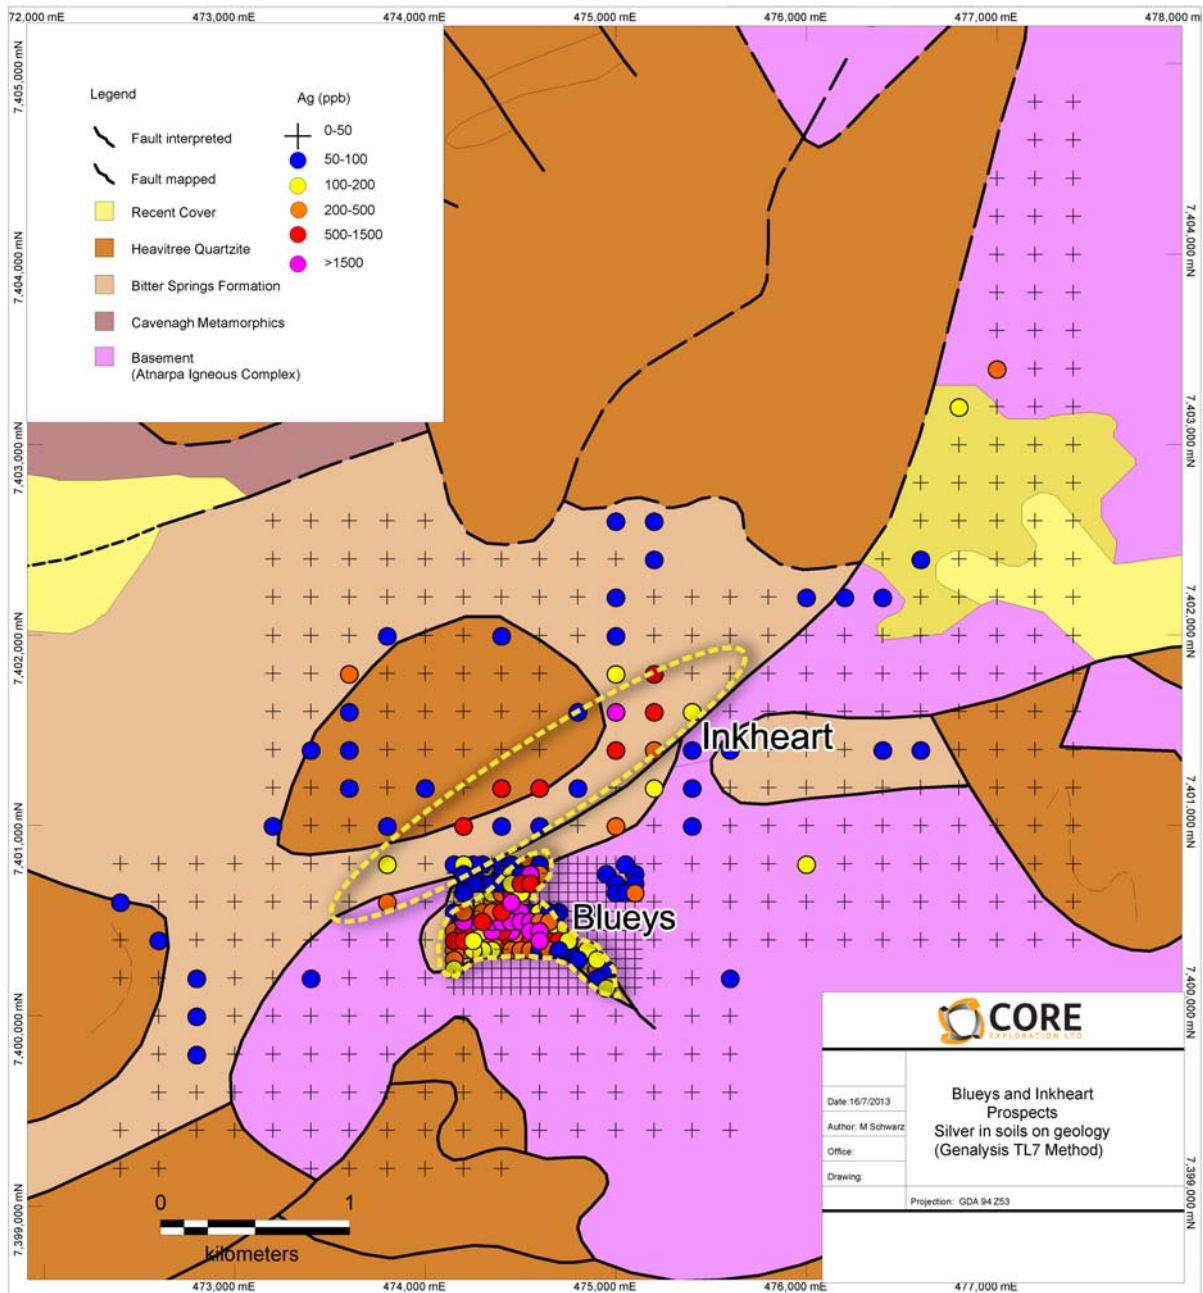 72,000 mE
473,000 mE
474,000 mE
475,000 mE
476,000 mE
477,000 mE
478,000 m
7,405,000 mN
7,404,000 mN
7,403,000 mN
7,402,000 mN
7,401,000 mN
7,400,000 mN
7,399,000 mN
Legend
Fault interpreted
Fault mapped
Recent Cover
Heavitree Quartzite
Bitter Springs Formation
Cavenagh Metamorphics
Basement
(Atnarpa Igneous Complex)
Ag (ppb)
0-50
50-100
100-200
200-500
500-1500
>1500
7,404,000 mN
7,403,000 mN
7,402,000 mN
7,401,000 mN
7,400,000 mN
7,399,000 mN
Inkheart
Blueys
0 1
kilometers
CORE
EXPLORATION LTD
Date:16/7/2013
Author: M Schwarz
Office:
Drawing:
Blueys and Inkheart
Prospects
Silver in soils on geology
(Genalysis TL7 Method)
Projection: GDA 94 Z53
473,000 mE
474,000 mE
475,000 mE
476,000 mE
477,000 mE